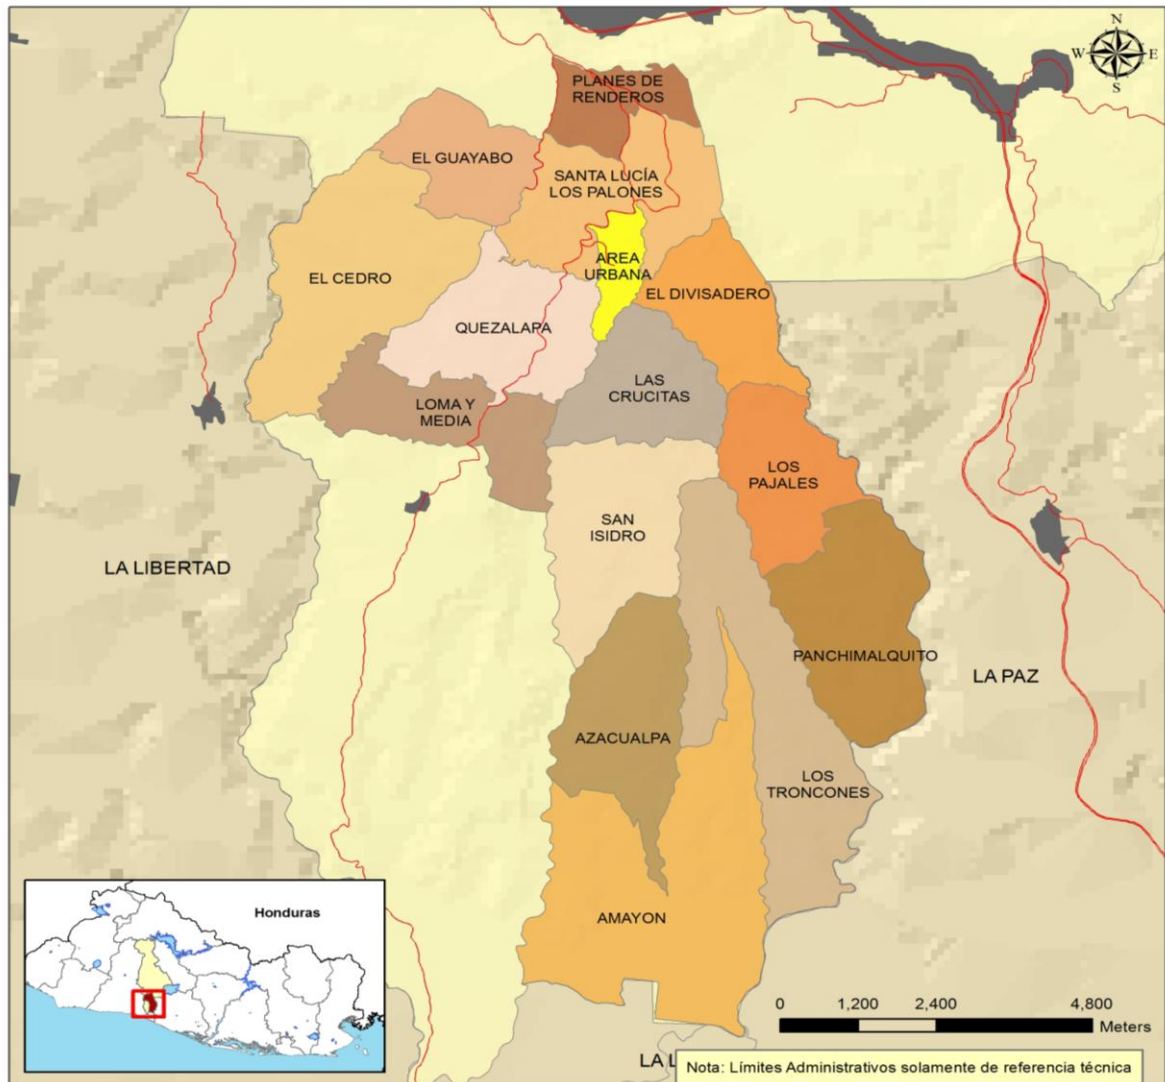 N
W E
S
PLANES DE
RENDEROS
EL GUAYABO
SANTA LUCÍA
LOS PALONES
EL CEDRO
AREA
URBANA
EL DIVISADERO
QUEZALAPA
LAS
CRUCITAS
LOMA Y
MEDIA
LOS
PAJALES
SAN
ISIDRO
LA LIBERTAD
PANCHIMALQUITO
LA PAZ
AZACUALPA
LOS
TRONCONES
AMAYON
Honduras
0 1,200 2,400 4,800
Meters
LA L
Nota: Límites Administrativos solamente de referencia técnica